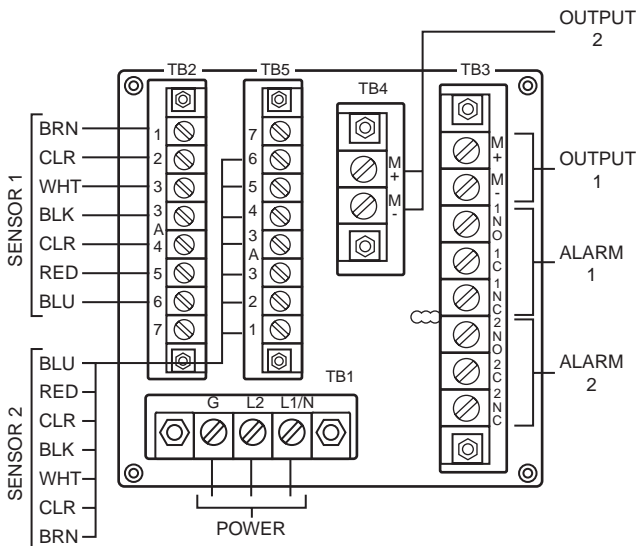 OUTPUT
2
TB2
TB5
TB4
TB3
SENSOR 1
BRN
CLR
WHT
BLK
CLR
RED
BLU
1
2
3
3
A
4
5
6
7
7
6
5
4
3
A
3
2
1
M
+
M
-
M
+
M
-
1
N
O
1
C
1
N
C
2
N
O
2
C
2
N
C
OUTPUT
1
ALARM
1
ALARM
2
SENSOR 2
BLU
RED
CLR
BLK
WHT
CLR
BRN
TB1
G
L2
L1/N
POWER